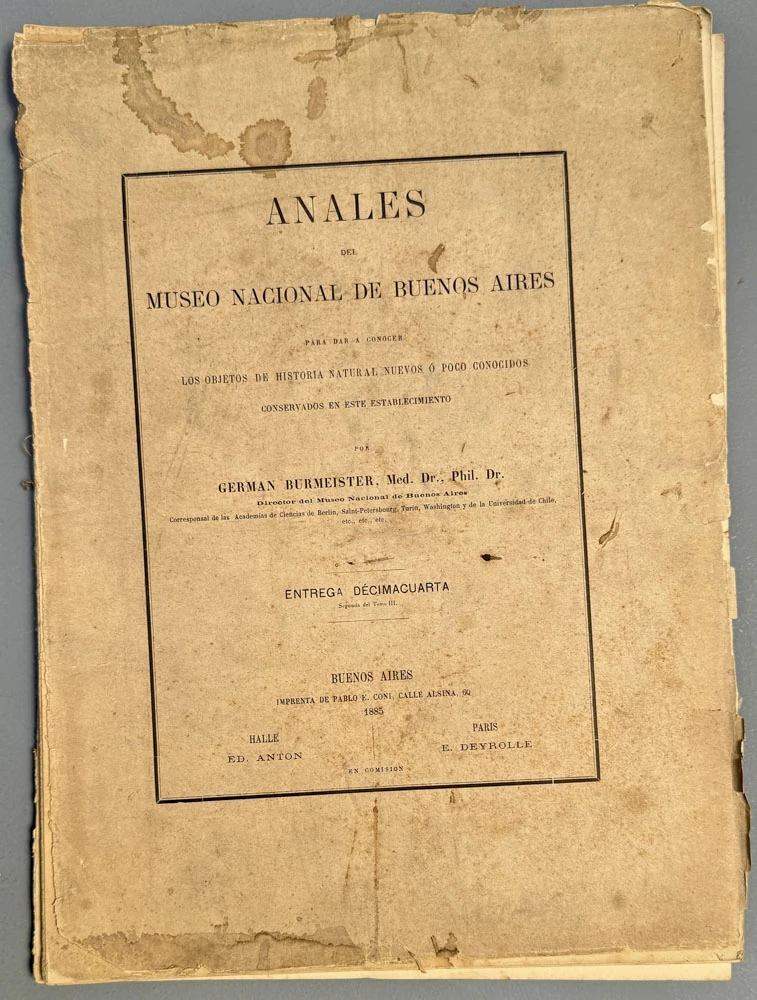 ANALES
DEL
MUSEO NACIONAL DE BUENOS AIRES
PARA DAR A CONOCER
LOS OBJETOS DE HISTORIA NATURAL NUEVOS Ó POCO CONOCIDOS
CONSERVADOS EN ESTE ESTABLECIMIENTO
POR
GERMAN BURMEISTER, Med. Dr., Phil. Dr.
Director del Museo Nacional de Buenos Aires
Corresponsal de las Academias de Ciencias de Berlin, Saint-Petersbourg, Turin, Washington y de la Universidad de Chile,
etc., etc., etc.
ENTREGA DÉCIMACUARTA
Segunda del Tomo III.
BUENOS AIRES
IMPRENTA DE PABLO E. CONI, CALLE ALSINA, 60
1885
HALLE
ED. ANTON
PARIS
E. DEYROLLE
EN COMISION